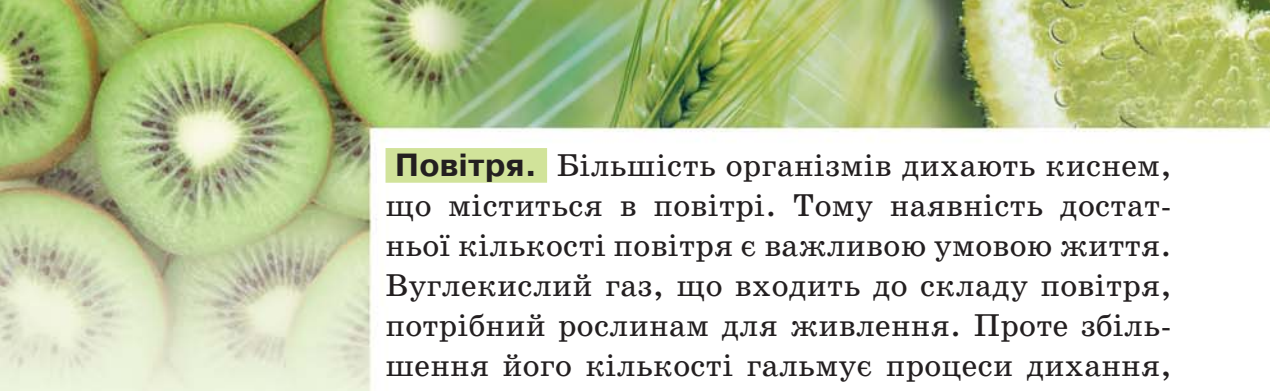 Повітря. Більшість організмів дихають киснем,
що міститься в повітрі. Тому наявність достат-
ньої кількості повітря є важливою умовою життя.
Вуглекислий газ, що входить до складу повітря,
потрібний рослинам для живлення. Проте збіль-
шення його кількості гальмує процеси дихання,